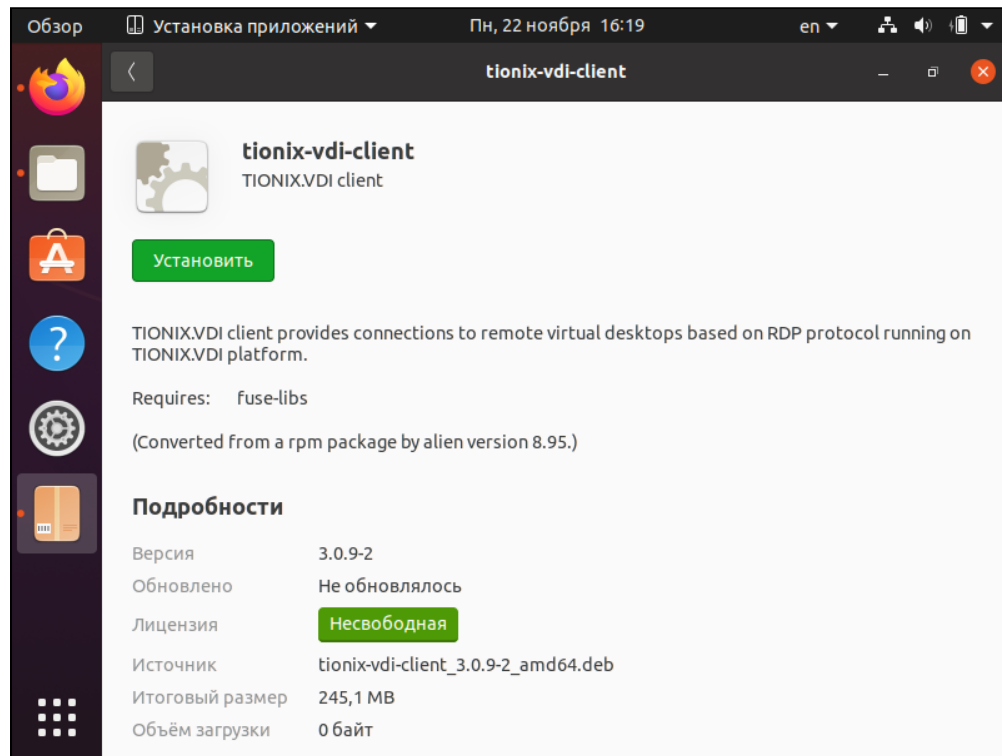 Обзор
Установка приложений
Пн, 22 ноября 16:19
en
tionix-vdi-client
tionix-vdi-client
TIONIX.VDI client
Установить
TIONIX.VDI client provides connections to remote virtual desktops based on RDP protocol running on
TIONIX.VDI platform.
Requires: fuse-libs
(Converted from a rpm package by alien version 8.95.)
Подробности
Версия 3.0.9-2
Обновлено Не обновлялось
Лицензия Несвободная
Источник tionix-vdi-client_3.0.9-2_amd64.deb
Итоговый размер 245,1 MB
Объём загрузки 0 байт